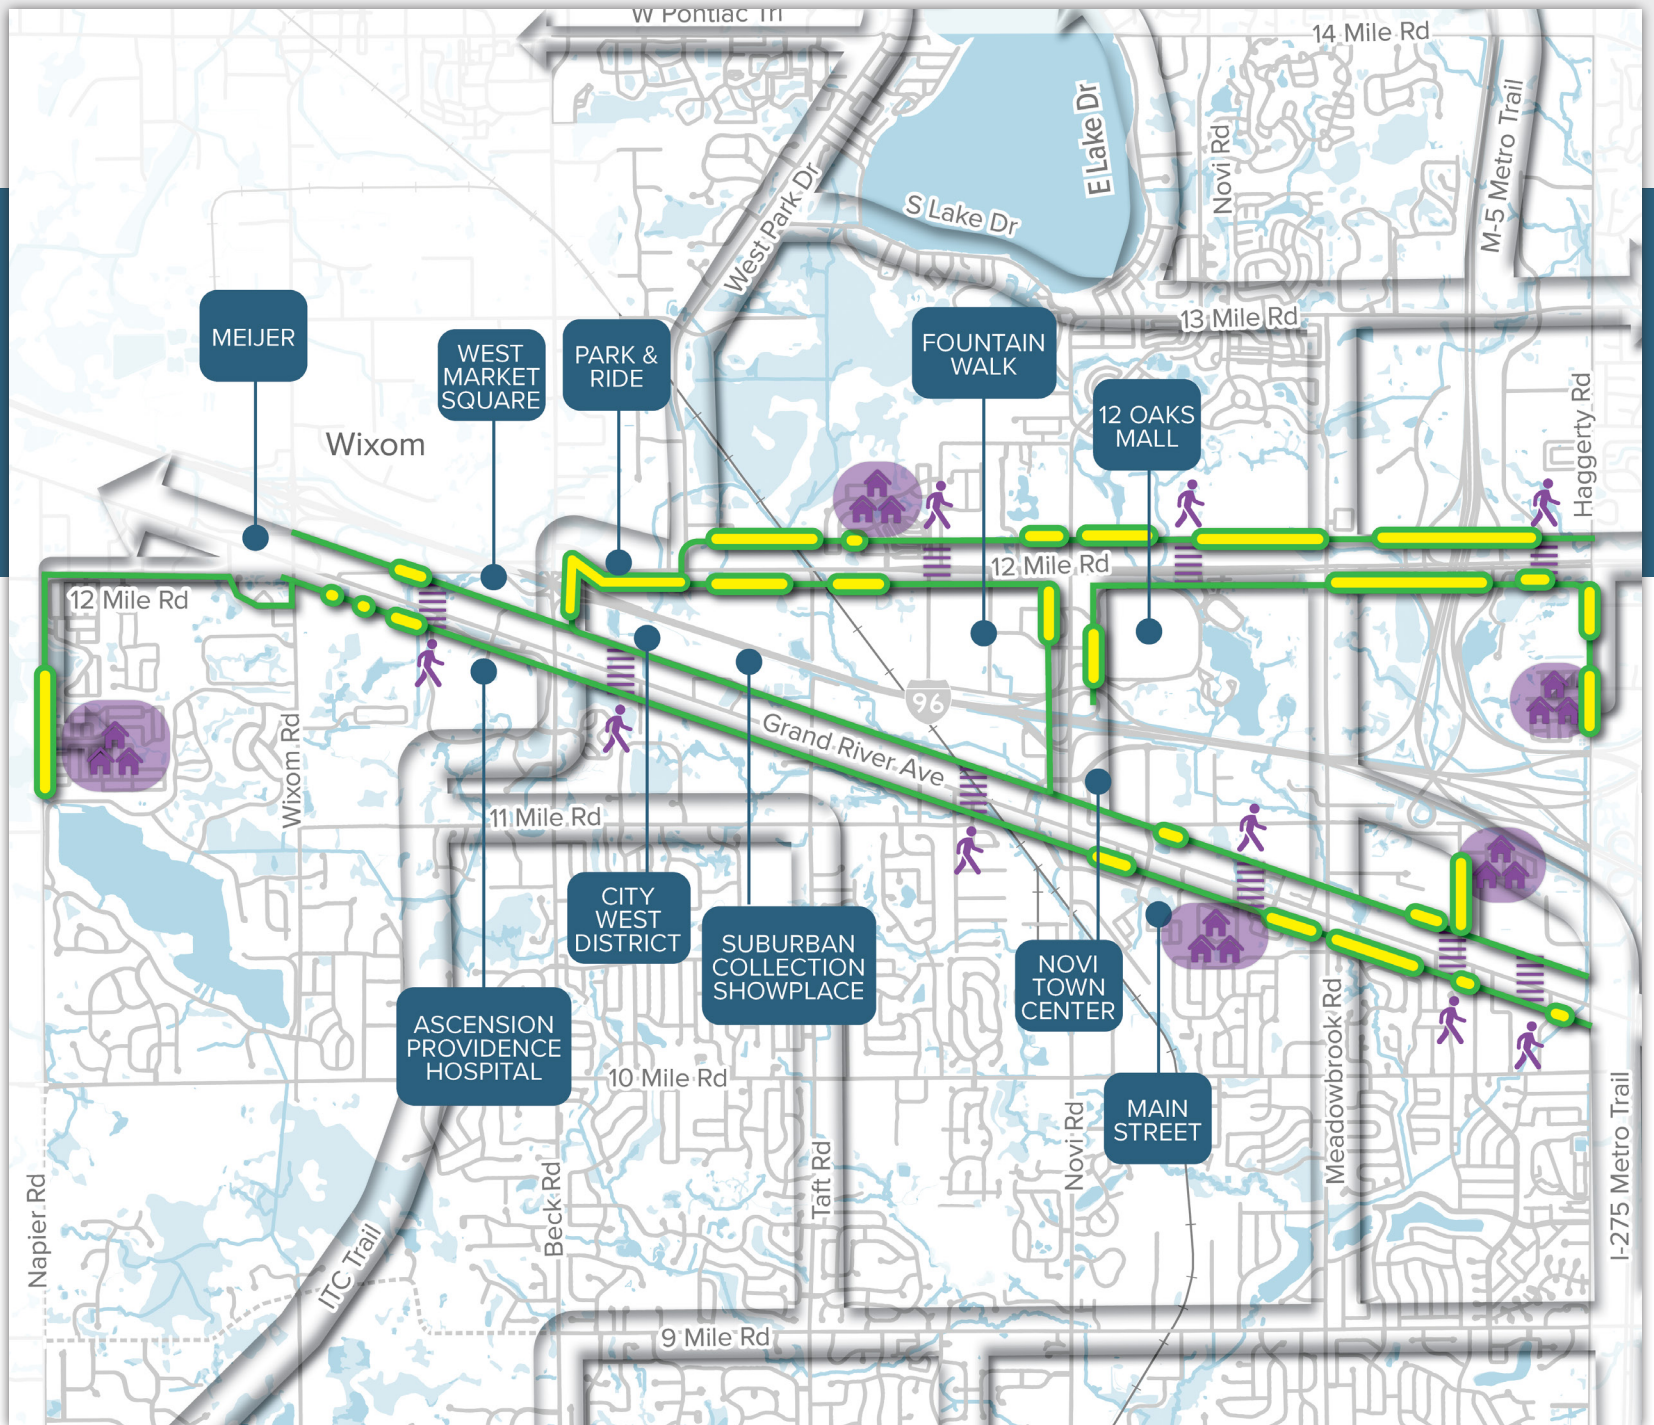 W Pontiac Trl
14 Mile Rd
E Lake Dr
Novi Rd
M-5 Metro Trail
West Park Dr
S Lake Dr
13 Mile Rd
MEIJER
WEST
MARKET
SQUARE
PARK &
RIDE
FOUNTAIN
WALK
12 OAKS
MALL
Haggerty Rd
Wixom
12 Mile Rd
12 Mile Rd
96
Grand River Ave
Wixom Rd
11 Mile Rd
CITY
WEST
DISTRICT
SUBURBAN
COLLECTION
SHOWPLACE
NOVI
TOWN
CENTER
ASCENSION
PROVIDENCE
HOSPITAL
10 Mile Rd
MAIN
STREET
Meadowbrook Rd
Novi Rd
Taft Rd
Beck Rd
Napier Rd
ITC Trail
I-275 Metro Trail
9 Mile Rd